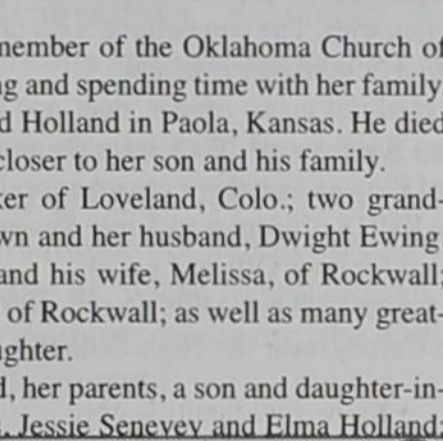 member of the Oklahoma Church of
and spending time with her family
Holland in Paola, Kansas. He died
closer to her son and his family.
of Loveland, Colo.; two grand-
and her husband, Dwight Ewing
and his wife, Melissa, of Rockwall;
of Rockwall; as well as many great-
her parents, a son and daughter-in-
Jessie Senevey and Elma Holland